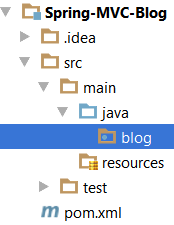 Spring-MVC-Blog
.idea
src
main
java
blog
resources
test
pom.xml